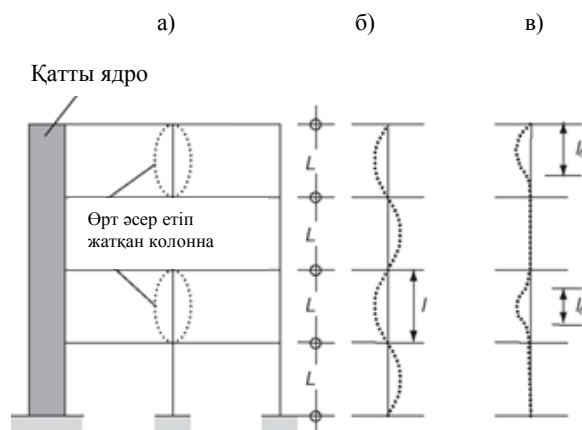 а)
б)
в)
Қатты ядро
Өрт әсер етіп
жатқан колонна
L
L
L
L
l